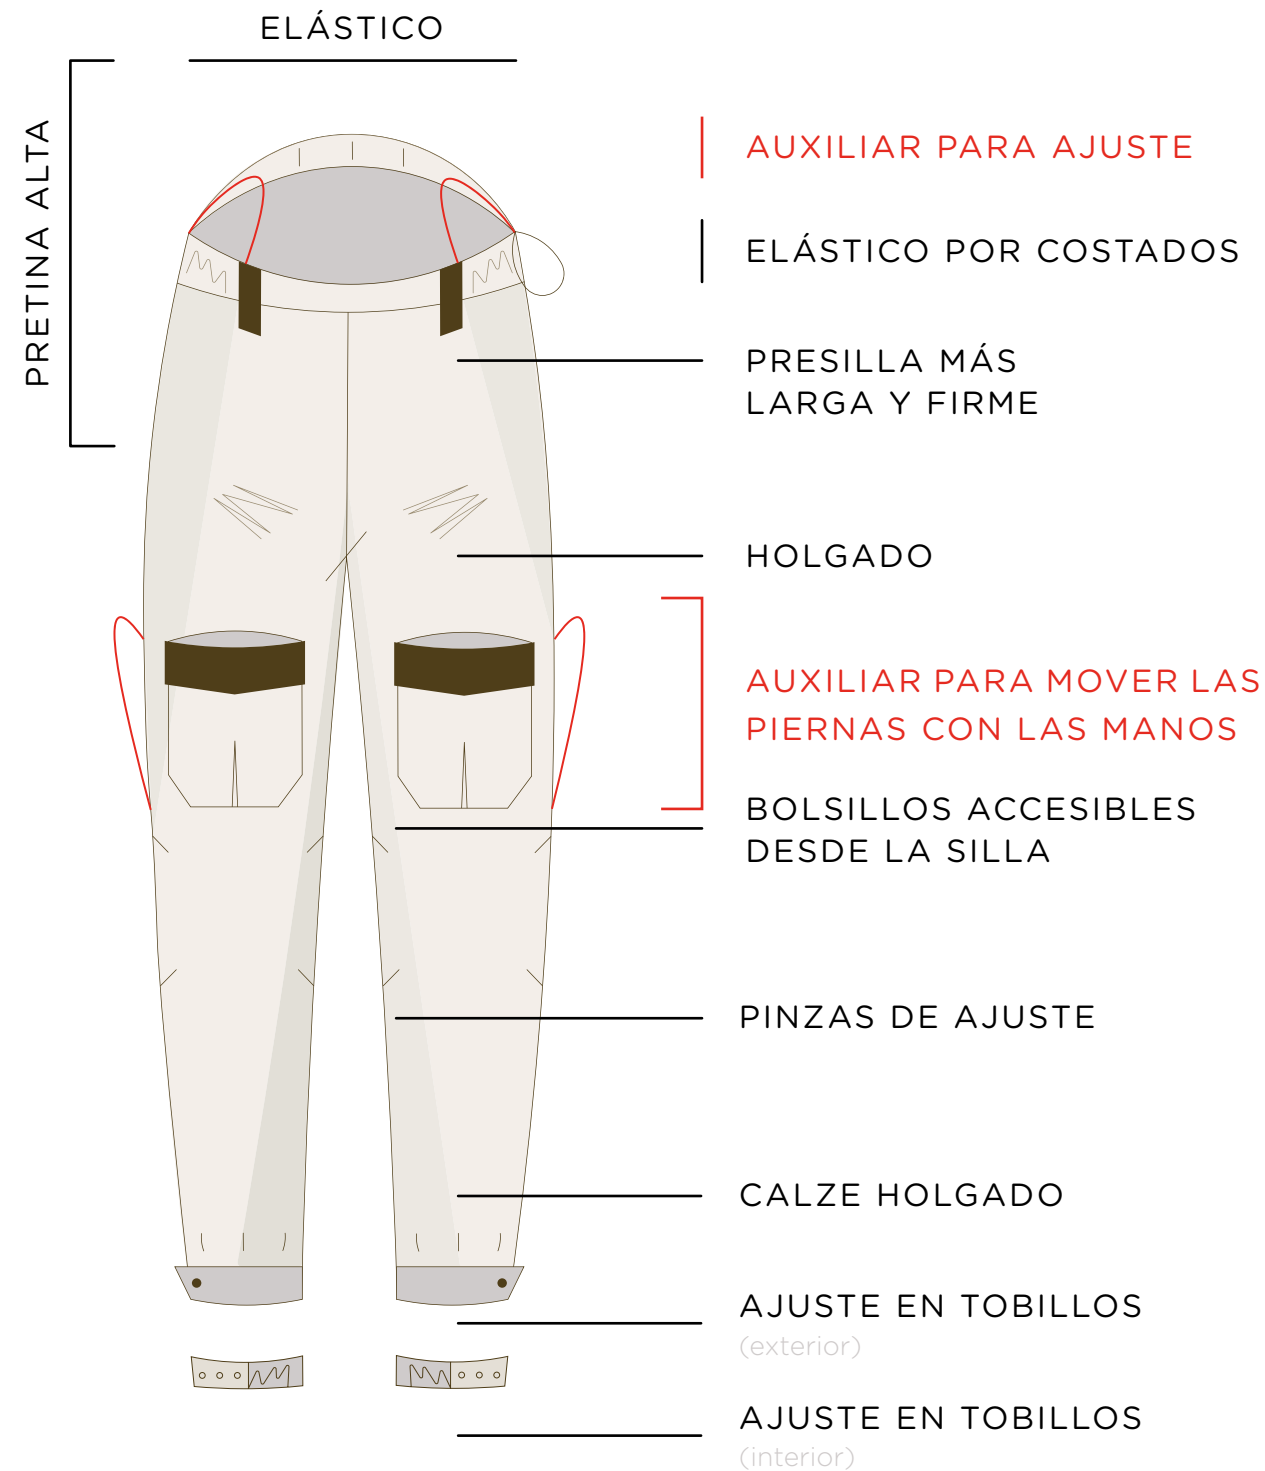 ELÁSTICO
PRETINA ALTA
AUXILIAR PARA AJUSTE
ELÁSTICO POR COSTADOS
PRESILLA MÁS
LARGA Y FIRME
HOLGADO
AUXILIAR PARA MOVER LAS
PIERNAS CON LAS MANOS
BOLSILLOS ACCESIBLES
DESDE LA SILLA
PINZAS DE AJUSTE
CALZE HOLGADO
AJUSTE EN TOBILLOS
(exterior)
AJUSTE EN TOBILLOS
(interior)